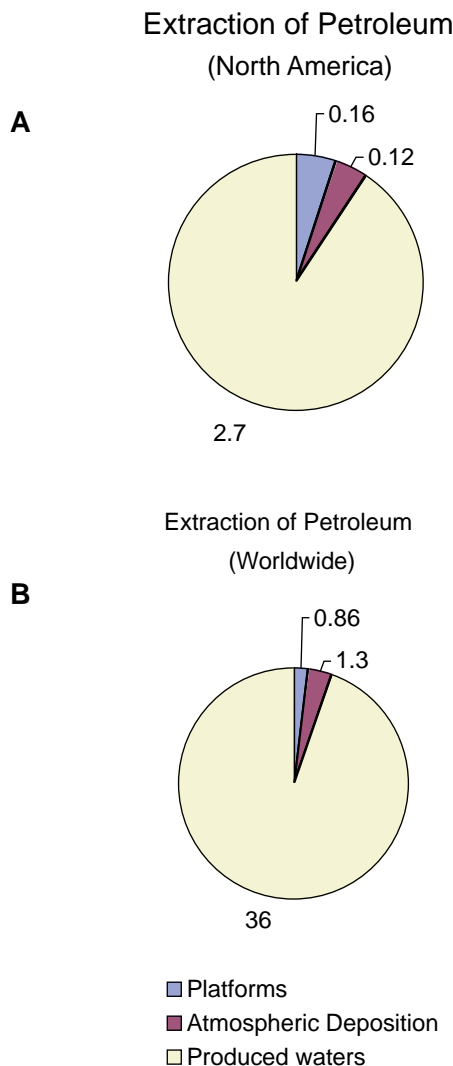 Extraction of Petroleum
(North America)
A
0.16
0.12
2.7
Extraction of Petroleum
(Worldwide)
B
0.86
1.3
36
Platforms
Atmospheric Deposition
Produced waters